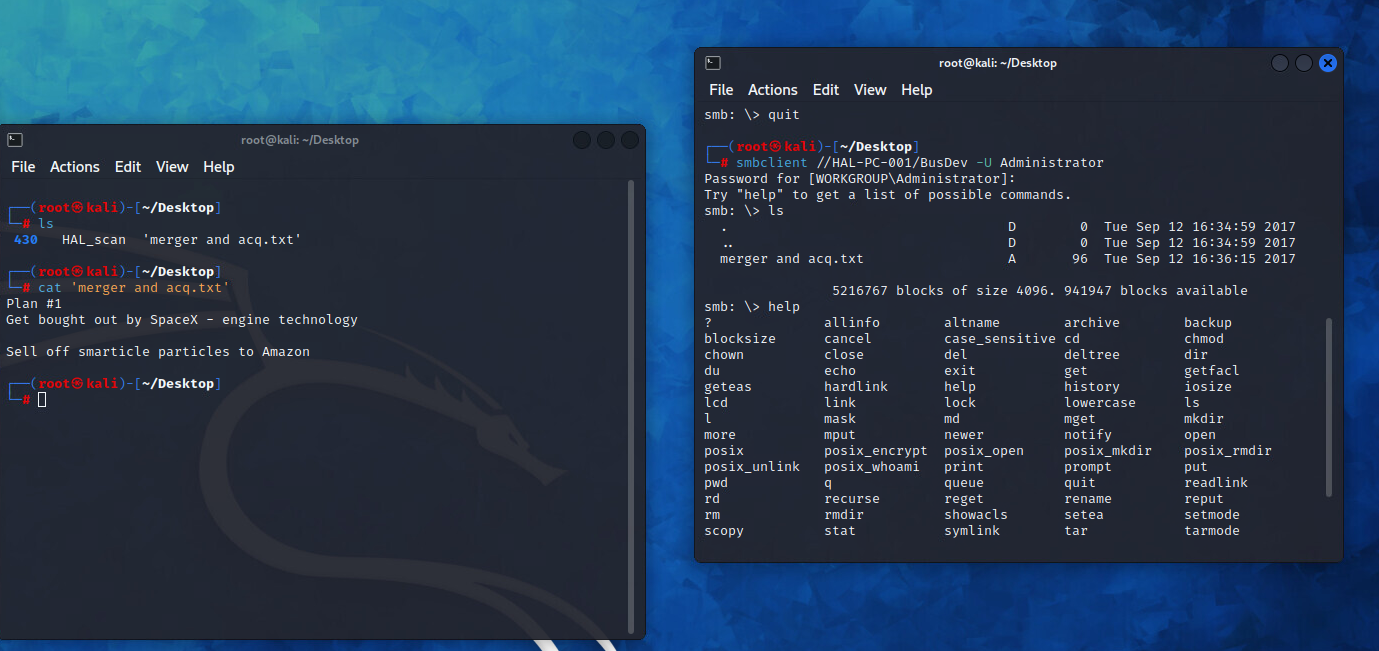 root@kali: ~/Desktop
File Actions Edit View Help
┌──(root㉿kali)-[~/Desktop]
└─# ls
430 HAL_scan 'merger and acq.txt'
┌──(root㉿kali)-[~/Desktop]
└─# cat 'merger and acq.txt'
Plan #1
Get bought out by SpaceX - engine technology
Sell off smarticle particles to Amazon
┌──(root㉿kali)-[~/Desktop]
└─#
root@kali: ~/Desktop
File Actions Edit View Help
smb: \> quit
┌──(root㉿kali)-[~/Desktop]
└─# smbclient //HAL-PC-001/BusDev -U Administrator
Password for [WORKGROUP\Administrator]:
Try "help" to get a list of possible commands.
smb: \> ls
. D 0 Tue Sep 12 16:34:59 2017
.. D 0 Tue Sep 12 16:34:59 2017
merger and acq.txt A 96 Tue Sep 12 16:36:15 2017
5216767 blocks of size 4096. 941947 blocks available
smb: \> help
? allinfo altname archive backup
blocksize cancel case_sensitive cd chmod
chown close del deltree dir
du echo exit get getfacl
geteas hardlink help history iosize
lcd link lock lowercase ls
l mask md mget mkdir
more mput newer notify open
posix posix_encrypt posix_open posix_mkdir posix_rmdir
posix_unlink posix_whoami print prompt put
pwd q queue quit readlink
rd recurse reget rename reput
rm rmdir showacls setea setmode
scopy stat symlink tar tarmode